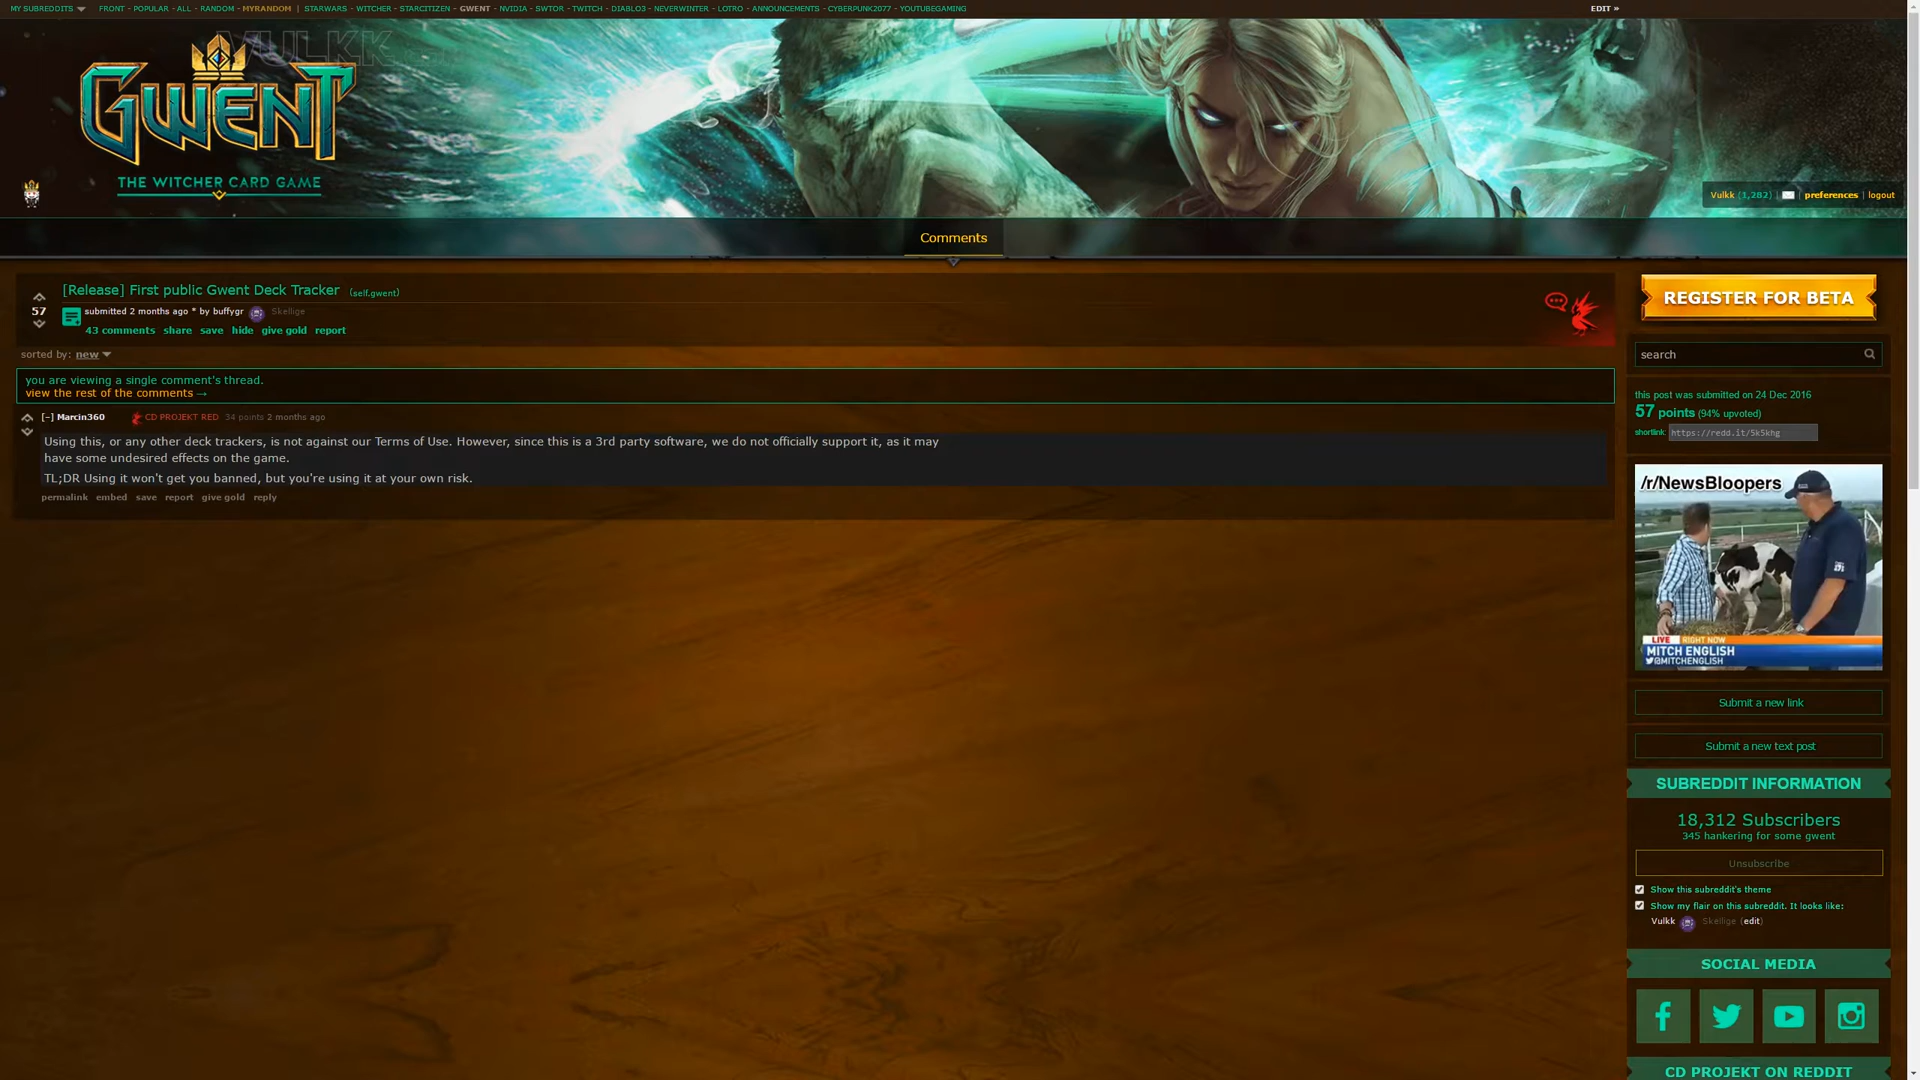 MY SUBREDDITS FRONT - POPULAR - ALL - RANDOM - MYRANDOM | STARWARS - WITCHER - STARCITIZEN - GWENT - NVIDIA - SWTOR - TWITCH - DIABLO3 - NEVERWINTER - LOTRO - ANNOUNCEMENTS - CYBERPUNK2077 - YOUTUBEGAMING EDIT »
VULKK
GWENT
THE WITCHER CARD GAME
Vulkk (1,282) | | preferences | logout
Comments
[Release] First public Gwent Deck Tracker (self.gwent)
57
submitted 2 months ago * by buffygr Skellige
43 comments share save hide give gold report
sorted by: new
you are viewing a single comment's thread.
view the rest of the comments →
[–] Marcin360 CD PROJEKT RED 34 points 2 months ago
Using this, or any other deck trackers, is not against our Terms of Use. However, since this is a 3rd party software, we do not officially support it, as it may
have some undesired effects on the game.
TL;DR Using it won't get you banned, but you're using it at your own risk.
permalink embed save report give gold reply
REGISTER FOR BETA
search
this post was submitted on 24 Dec 2016
57 points (94% upvoted)
shortlink: https://redd.it/5k5khg
/r/NewsBloopers
LIVE RIGHT NOW
MITCH ENGLISH
@MITCHENGLISH
Submit a new link
Submit a new text post
SUBREDDIT INFORMATION
18,312 Subscribers
345 hankering for some gwent
Unsubscribe
Show this subreddit's theme
Show my flair on this subreddit. It looks like:
Vulkk Skellige (edit)
SOCIAL MEDIA
CD PROJEKT ON REDDIT